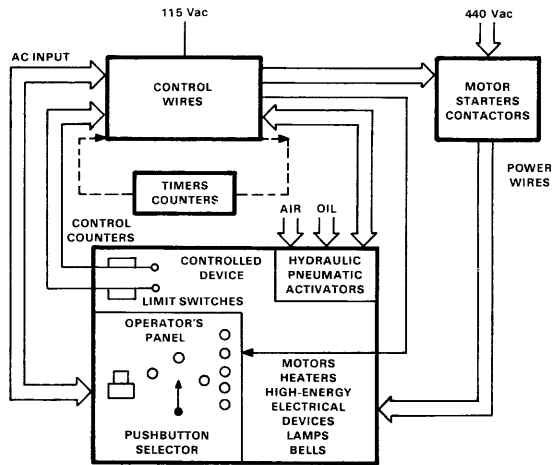 115 Vac
440 Vac
AC INPUT
CONTROL
WIRES
MOTOR
STARTERS
CONTACTORS
POWER
WIRES
TIMERS
COUNTERS
CONTROL
COUNTERS
AIR
OIL
CONTROLLED
DEVICE
HYDRAULIC
PNEUMATIC
ACTIVATORS
LIMIT SWITCHES
OPERATOR'S
PANEL
PUSHBUTTON
SELECTOR
MOTORS
HEATERS
HIGH-ENERGY
ELECTRICAL
DEVICES
LAMPS
BELLS